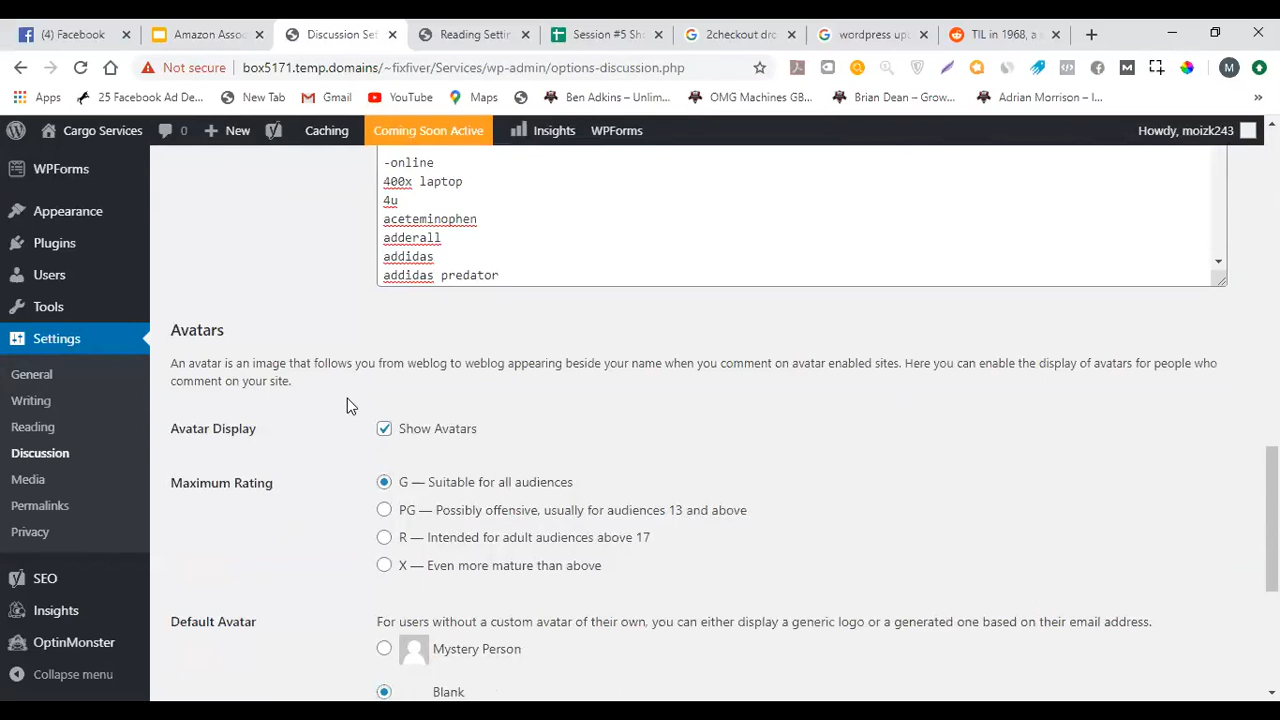 (4) Facebook
Amazon Asso
Discussion Set
Reading Settin
Session #5 Sho
2checkout dro
wordpress upl
TIL in 1968, a
Not secure
box5171.temp.domains/~fixfiver/Services/wp-admin/options-discussion.php
Apps
25 Facebook Ad De...
New Tab
Gmail
YouTube
Maps
Ben Adkins – Unlim...
OMG Machines GB...
Brian Dean – Grow...
Adrian Morrison – I...
Cargo Services
0
New
Caching
Coming Soon Active
Insights
WPForms
Howdy, moizk243
WPForms
Appearance
Plugins
Users
Tools
Settings
General
Writing
Reading
Discussion
Media
Permalinks
Privacy
SEO
Insights
OptinMonster
Collapse menu
-online
400x laptop
4u
aceteminophen
adderall
addidas
addidas predator
Avatars
An avatar is an image that follows you from weblog to weblog appearing beside your name when you comment on avatar enabled sites. Here you can enable the display of avatars for people who
comment on your site.
Avatar Display
Show Avatars
Maximum Rating
G — Suitable for all audiences
PG — Possibly offensive, usually for audiences 13 and above
R — Intended for adult audiences above 17
X — Even more mature than above
Default Avatar
For users without a custom avatar of their own, you can either display a generic logo or a generated one based on their email address.
Mystery Person
Blank